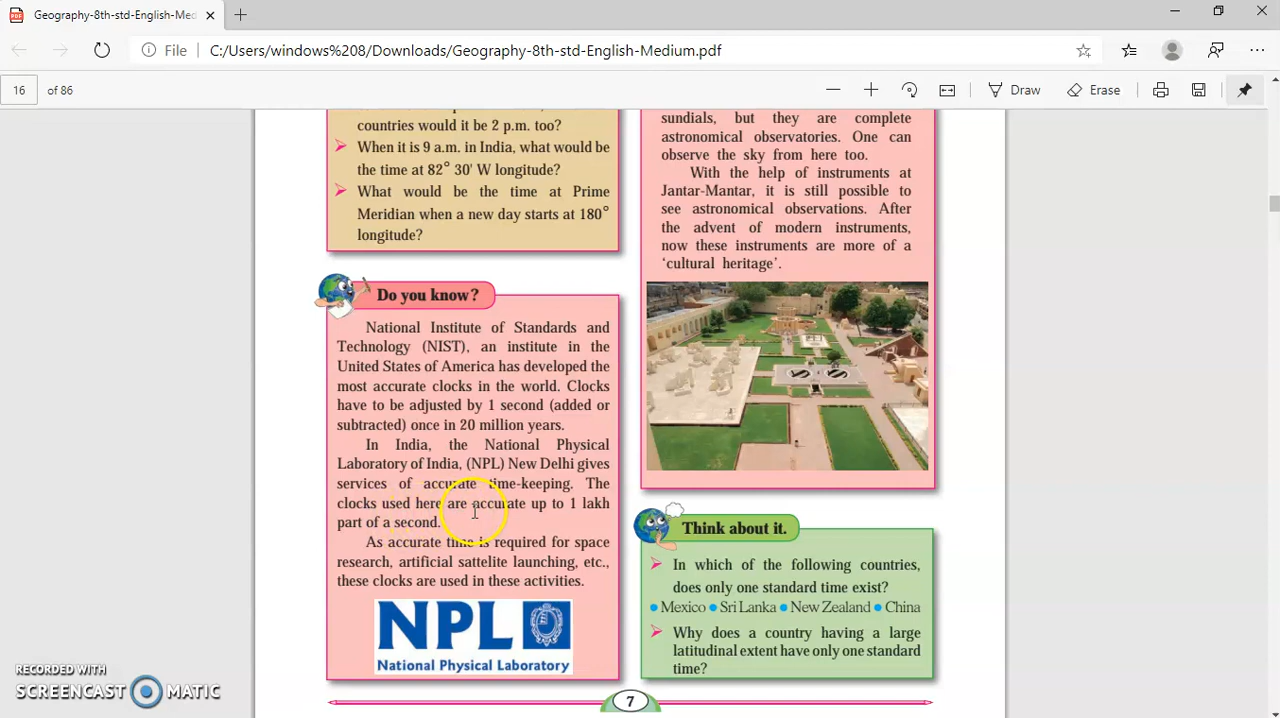 Geography-8th-std-English-Med
File
C:/Users/windows%208/Downloads/Geography-8th-std-English-Medium.pdf
16 of 86
Draw
Erase
countries would it be 2 p.m. too?
When it is 9 a.m. in India, what would be
the time at 82° 30' W longitude?
What would be the time at Prime
Meridian when a new day starts at 180°
longitude?
Do you know?
National Institute of Standards and
Technology (NIST), an institute in the
United States of America has developed the
most accurate clocks in the world. Clocks
have to be adjusted by 1 second (added or
subtracted) once in 20 million years.
In India, the National Physical
Laboratory of India, (NPL) New Delhi gives
services of accurate time-keeping. The
clocks used here are accurate up to 1 lakh
part of a second.
As accurate time is required for space
research, artificial sattelite launching, etc.,
these clocks are used in these activities.
NPL
National Physical Laboratory
sundials, but they are complete
astronomical observatories. One can
observe the sky from here too.
With the help of instruments at
Jantar-Mantar, it is still possible to
see astronomical observations. After
the advent of modern instruments,
now these instruments are more of a
‘cultural heritage’.
Think about it.
In which of the following countries,
does only one standard time exist?
● Mexico ● Sri Lanka ● New Zealand ● China
Why does a country having a large
latitudinal extent have only one standard
time?
7
RECORDED WITH
SCREENCAST MATIC